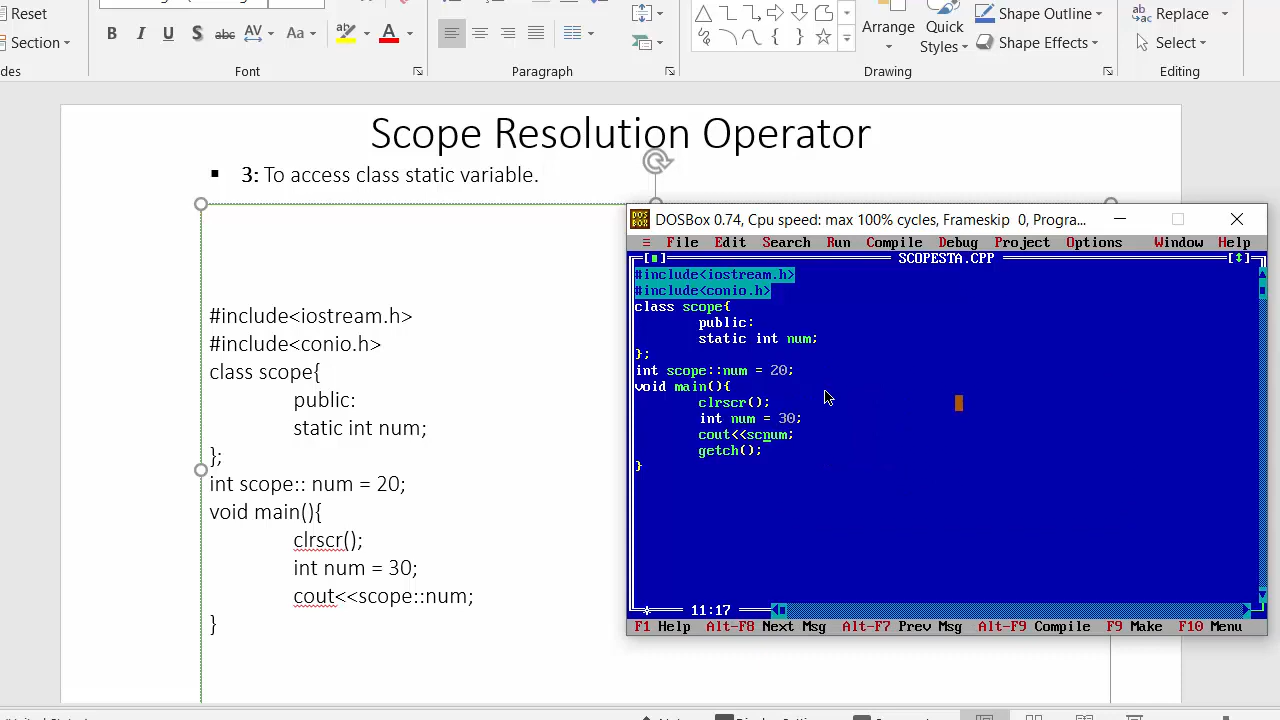 Reset
Replace
Shape Outline
Section
B I U S abc AV Aa A
Arrange
Quick Styles
Shape Effects
Select
des
Font
Paragraph
Drawing
Editing
Scope Resolution Operator
3: To access class static variable.
#include<iostream.h>
#include<conio.h>
class scope{
public:
static int num;
};
int scope:: num = 20;
void main(){
clrscr();
int num = 30;
cout<<scope::num;
}
DOSBox 0.74, Cpu speed: max 100% cycles, Frameskip 0, Progra...
≡ File Edit Search Run Compile Debug Project Options Window Help
SCOPESTA.CPP
#include<iostream.h>
#include<conio.h>
class scope{
public:
static int num;
};
int scope::num = 20;
void main(){
clrscr();
int num = 30;
cout<<scnum;
getch();
}
11:17
F1 Help Alt-F8 Next Msg Alt-F7 Prev Msg Alt-F9 Compile F9 Make F10 Menu